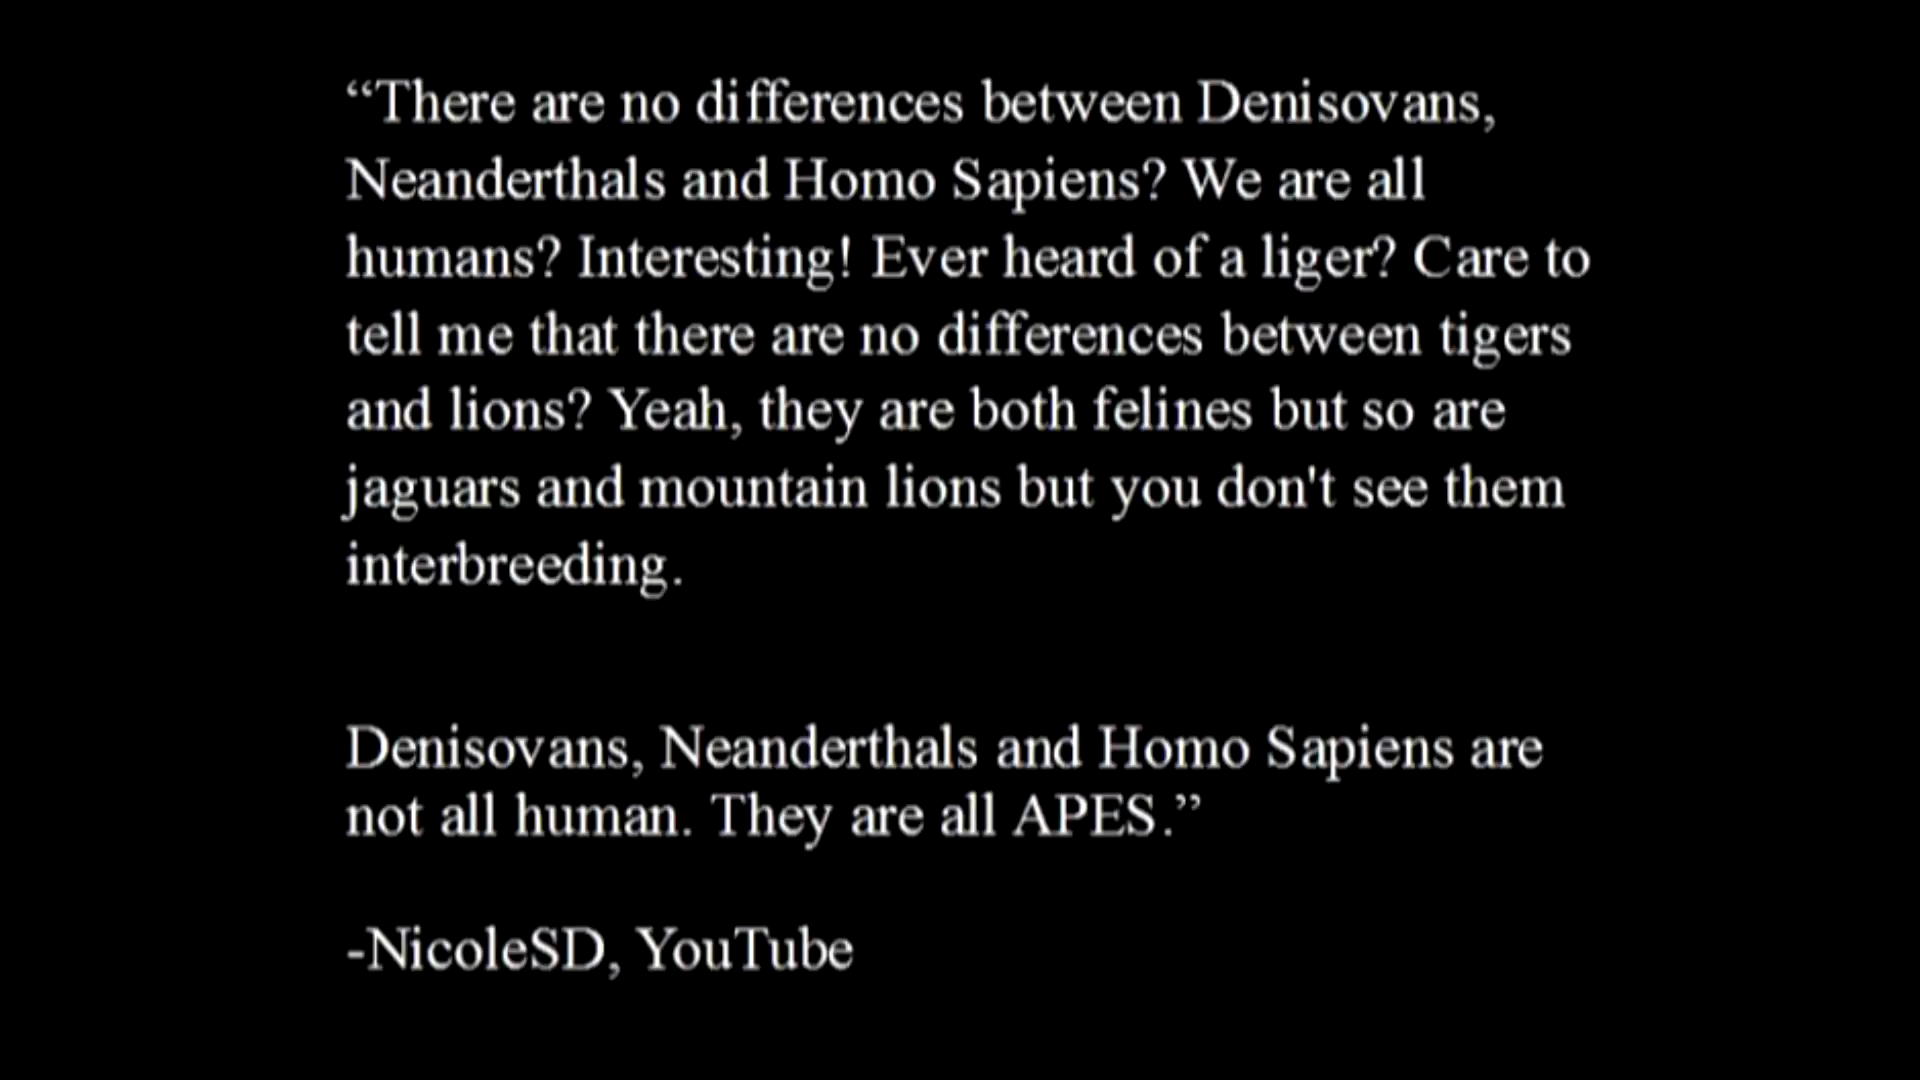 “There are no differences between Denisovans,
Neanderthals and Homo Sapiens? We are all
humans? Interesting! Ever heard of a liger? Care to
tell me that there are no differences between tigers
and lions? Yeah, they are both felines but so are
jaguars and mountain lions but you don't see them
interbreeding.
Denisovans, Neanderthals and Homo Sapiens are
not all human. They are all APES.”
-NicoleSD, YouTube